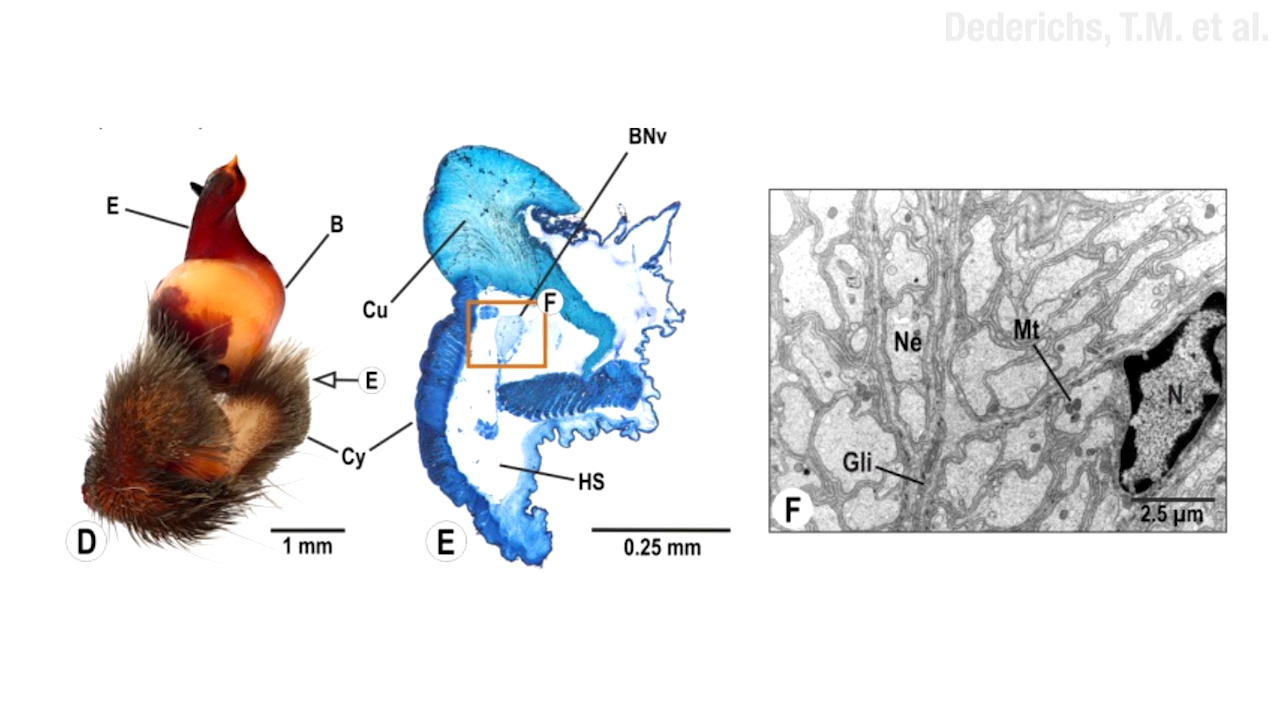 Dederichs, T.M. et al.
BNv
E
B
Cu
F
E
Cy
HS
D
1 mm
E
0.25 mm
Ne
Mt
N
Gli
F
2.5 µm